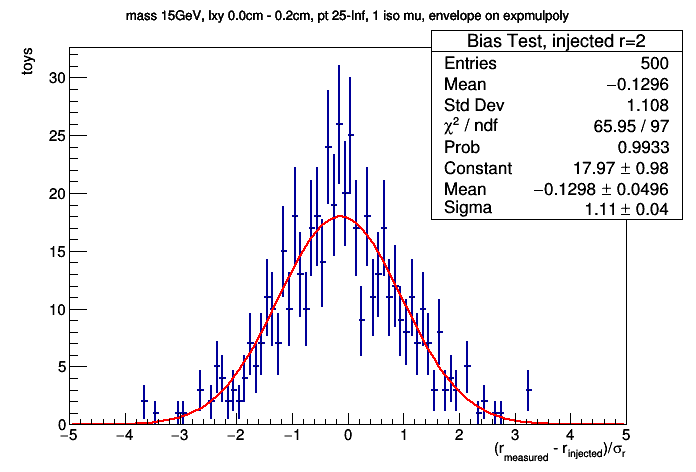 mass 15GeV, lxy 0.0cm - 0.2cm, pt 25-Inf, 1 iso mu, envelope on expmulpoly
toys
Bias Test, injected r=2
Entries 500
Mean −0.1296
Std Dev 1.108
χ² / ndf 65.95 / 97
Prob 0.9933
Constant 17.97 ± 0.98
Mean −0.1298 ± 0.0496
Sigma 1.11 ± 0.04
30
25
20
15
10
5
0
−5 −4 −3 −2 −1 0 1 2 3 4 5
(r_measured - r_injected)/σ_r